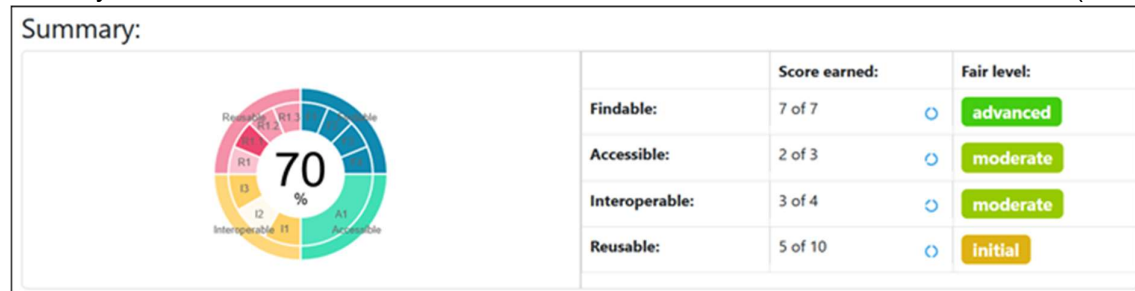 Summary:
Score earned: Fair level:
Findable: 7 of 7 advanced
Accessible: 2 of 3 moderate
Interoperable: 3 of 4 moderate
Reusable: 5 of 10 initial
Reusable
R1.3
R1.2
R1
70
%
I3
I2
I1
Interoperable
A1
Accessible